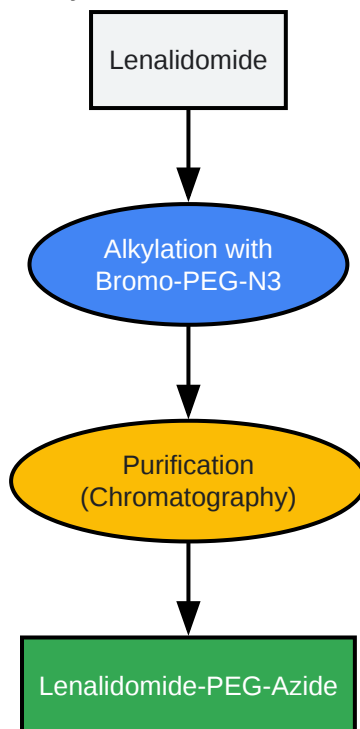 Lenalidomide
Alkylation with
Bromo-PEG-N3
Purification
(Chromatography)
Lenalidomide-PEG-Azide